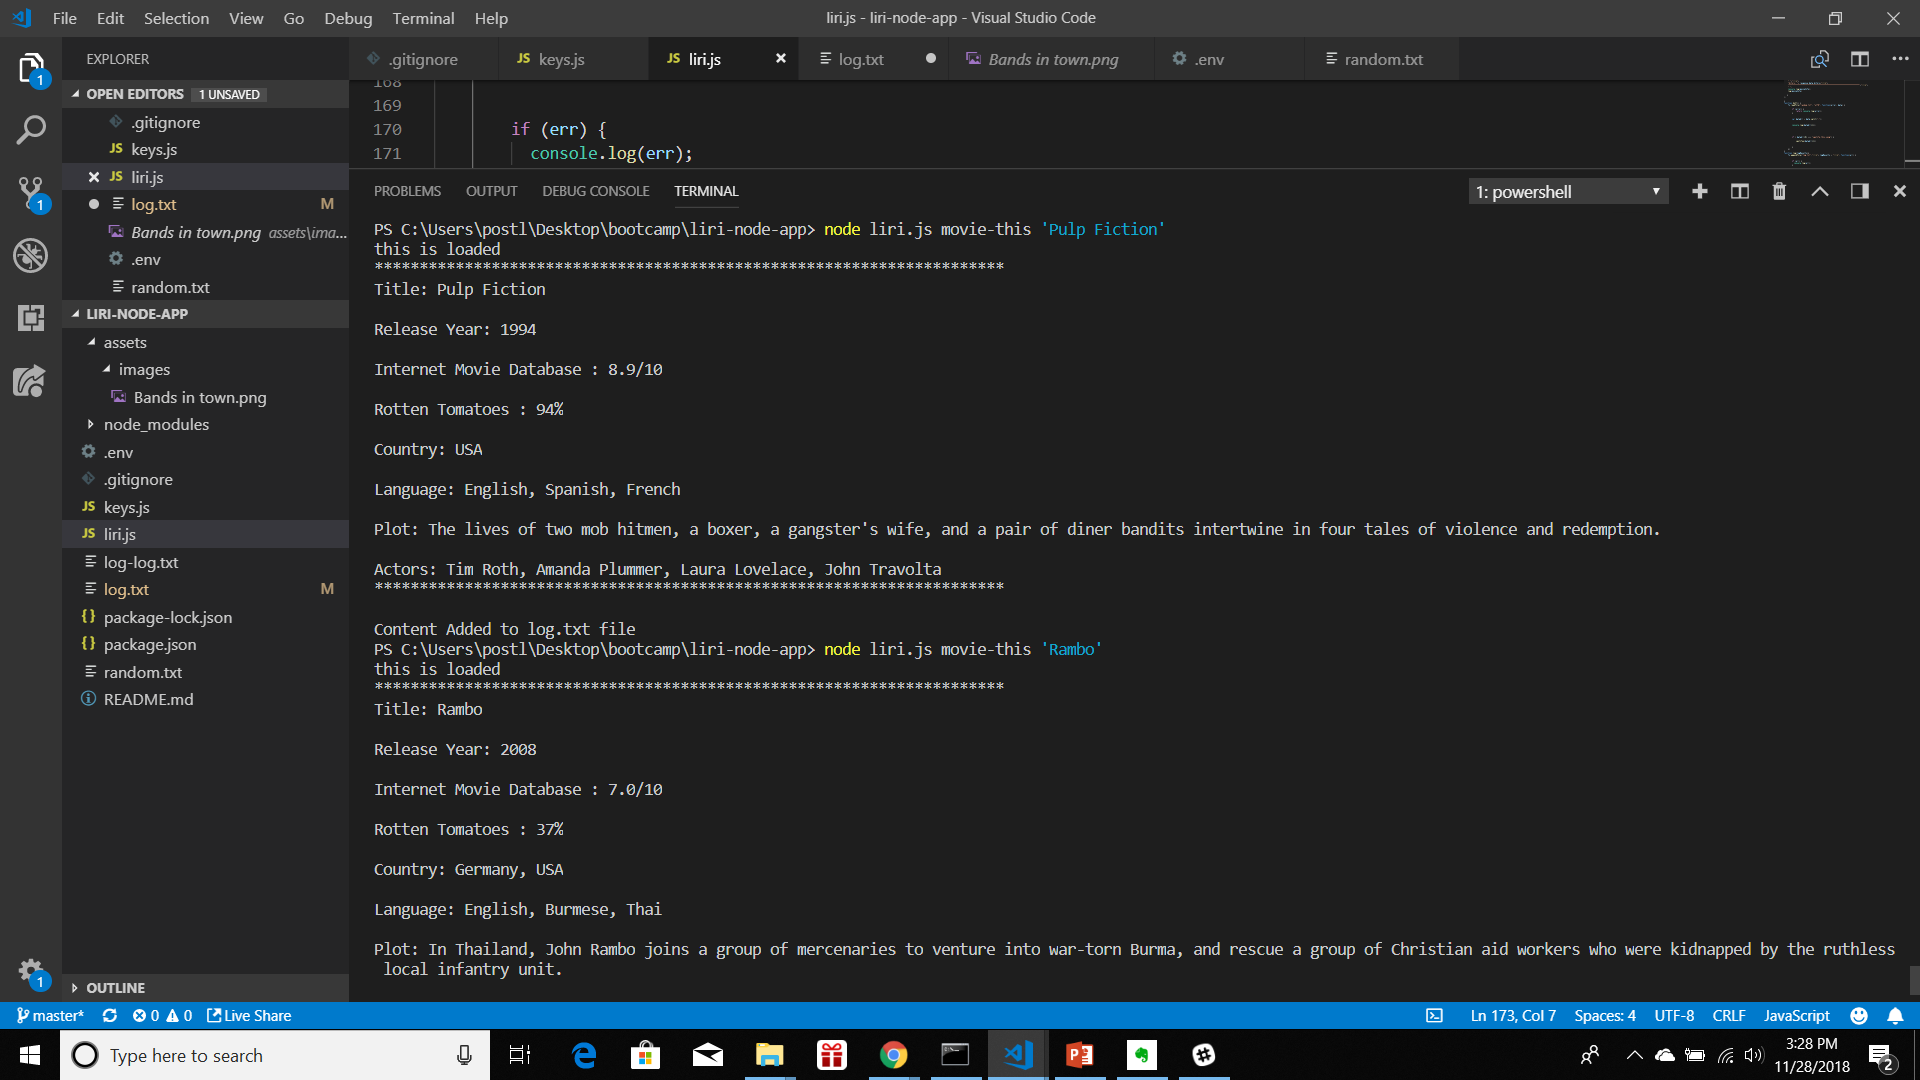 File Edit Selection View Go Debug Terminal Help
liri.js - liri-node-app - Visual Studio Code
EXPLORER
.gitignore
JS keys.js
JS liri.js
log.txt
Bands in town.png
.env
random.txt
OPEN EDITORS 1 UNSAVED
.gitignore
JS keys.js
JS liri.js
log.txt M
Bands in town.png assets\ima...
.env
random.txt
LIRI-NODE-APP
assets
images
Bands in town.png
node_modules
.env
.gitignore
JS keys.js
JS liri.js
log-log.txt
log.txt M
{} package-lock.json
{} package.json
random.txt
README.md
OUTLINE
1
1
1
168
169
170 if (err) {
171 console.log(err);
PROBLEMS OUTPUT DEBUG CONSOLE TERMINAL
1: powershell
PS C:\Users\postl\Desktop\bootcamp\liri-node-app> node liri.js movie-this 'Pulp Fiction'
this is loaded
**********************************************************************
Title: Pulp Fiction
Release Year: 1994
Internet Movie Database : 8.9/10
Rotten Tomatoes : 94%
Country: USA
Language: English, Spanish, French
Plot: The lives of two mob hitmen, a boxer, a gangster's wife, and a pair of diner bandits intertwine in four tales of violence and redemption.
Actors: Tim Roth, Amanda Plummer, Laura Lovelace, John Travolta
**********************************************************************
Content Added to log.txt file
PS C:\Users\postl\Desktop\bootcamp\liri-node-app> node liri.js movie-this 'Rambo'
this is loaded
**********************************************************************
Title: Rambo
Release Year: 2008
Internet Movie Database : 7.0/10
Rotten Tomatoes : 37%
Country: Germany, USA
Language: English, Burmese, Thai
Plot: In Thailand, John Rambo joins a group of mercenaries to venture into war-torn Burma, and rescue a group of Christian aid workers who were kidnapped by the ruthless
local infantry unit.
master* 0 0 Live Share
Ln 173, Col 7 Spaces: 4 UTF-8 CRLF JavaScript
Type here to search
3:28 PM
11/28/2018
2